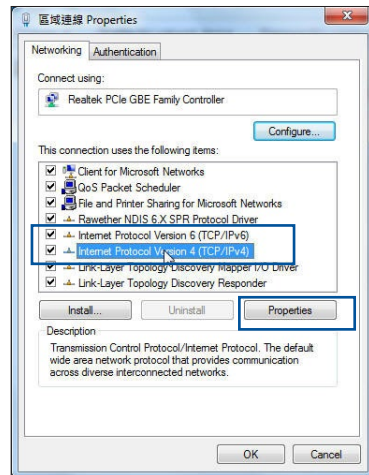 區域連線 Properties
Networking Authentication
Connect using:
Realtek PCIe GBE Family Controller
Configure...
This connection uses the following items:
Client for Microsoft Networks
QoS Packet Scheduler
File and Printer Sharing for Microsoft Networks
Rawether NDIS 6.X SPR Protocol Driver
Internet Protocol Version 6 (TCP/IPv6)
Internet Protocol Version 4 (TCP/IPv4)
Link-Layer Topology Discovery Mapper I/O Driver
Link-Layer Topology Discovery Responder
Install... Uninstall Properties
Description
Transmission Control Protocol/Internet Protocol. The default
wide area network protocol that provides communication
across diverse interconnected networks.
OK Cancel